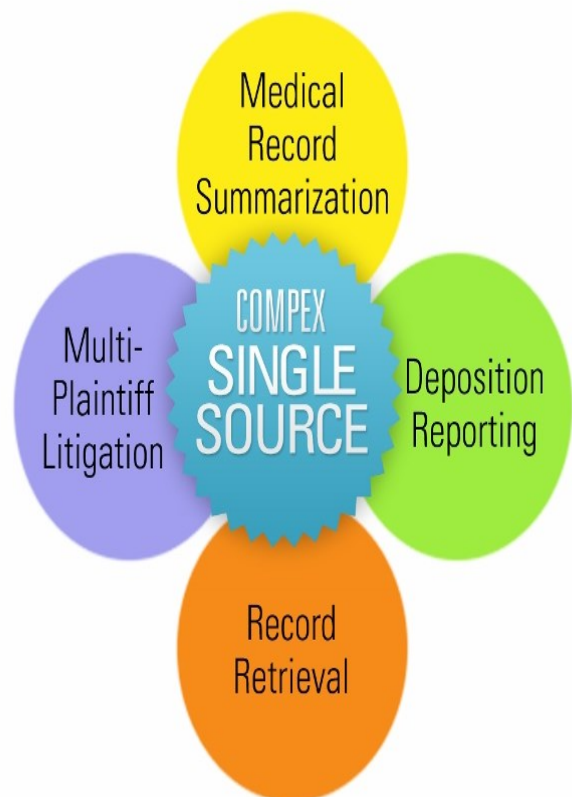 Medical
Record
Summarization
COMPEX
SINGLE
SOURCE
Multi-
Plaintiff
Litigation
Deposition
Reporting
Record
Retrieval